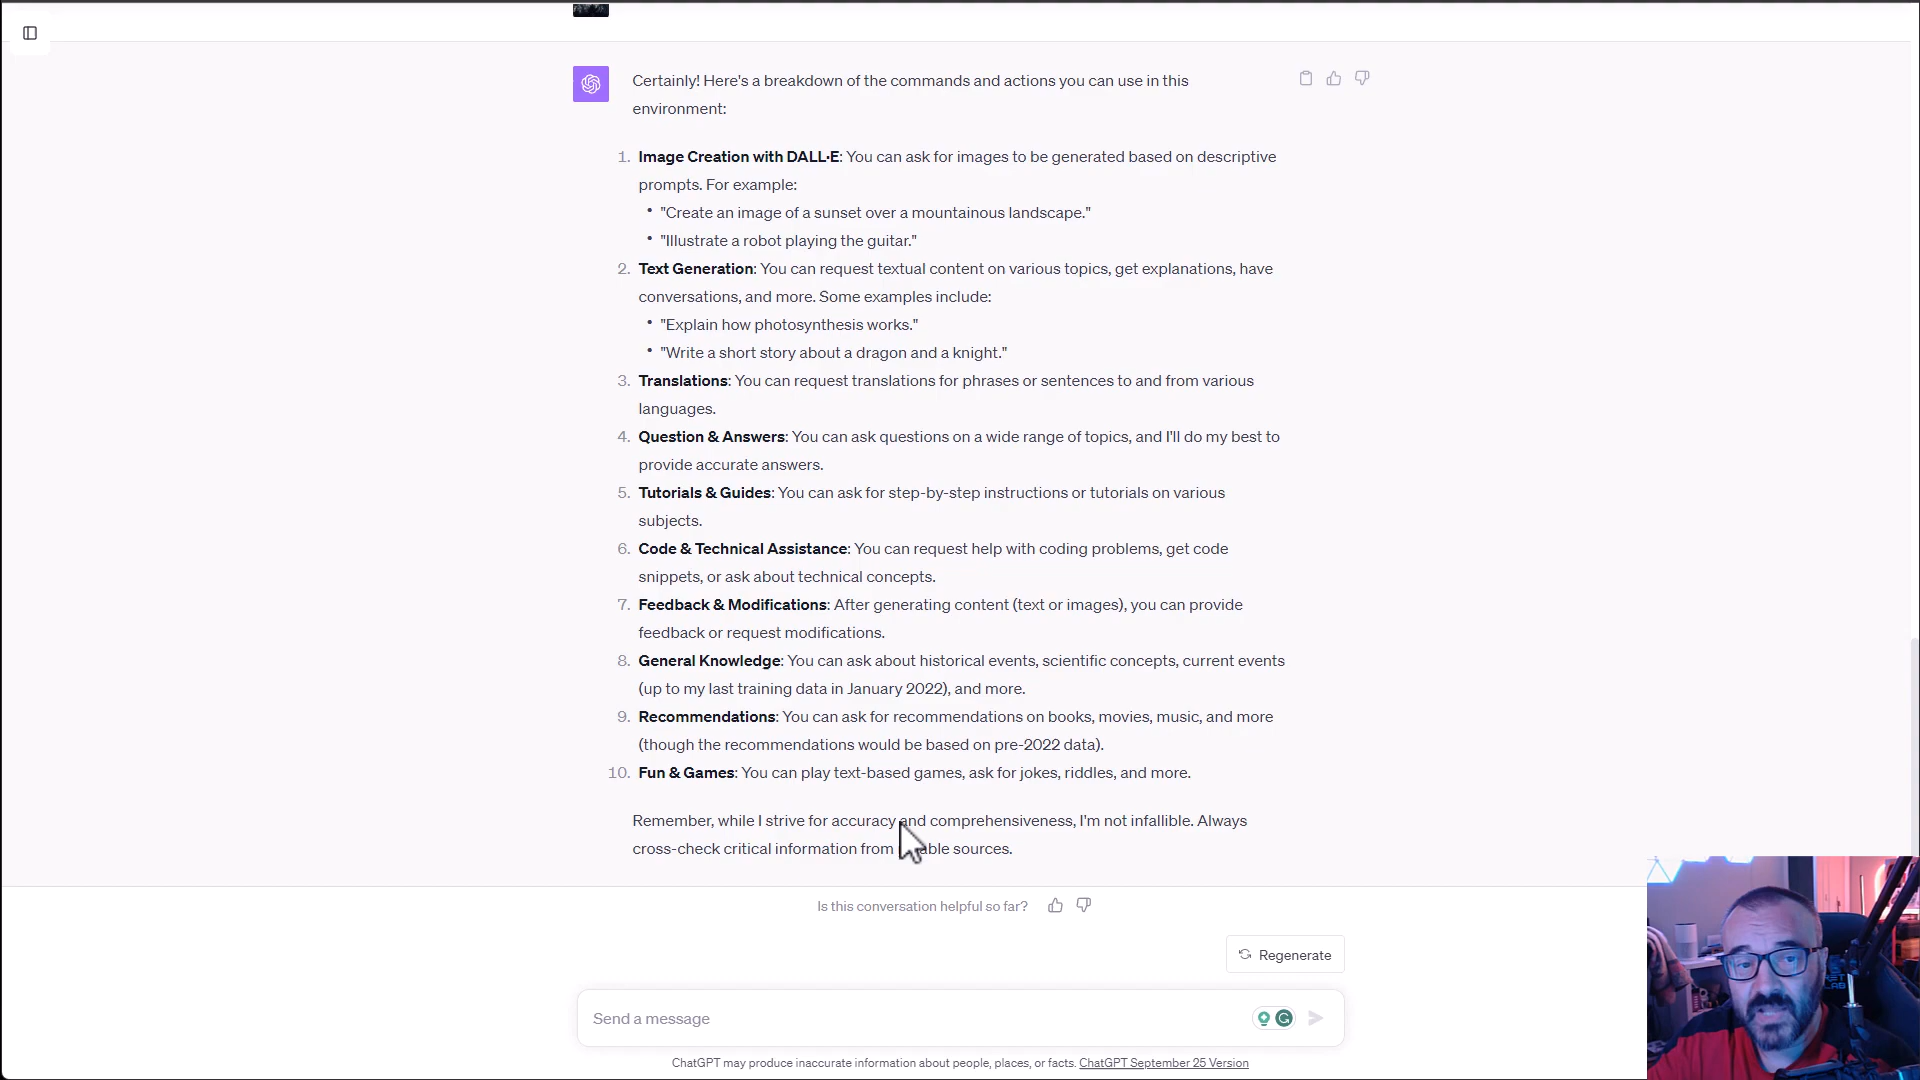 Certainly! Here's a breakdown of the commands and actions you can use in this
environment:
1. Image Creation with DALL·E: You can ask for images to be generated based on descriptive
prompts. For example:
• "Create an image of a sunset over a mountainous landscape."
• "Illustrate a robot playing the guitar."
2. Text Generation: You can request textual content on various topics, get explanations, have
conversations, and more. Some examples include:
• "Explain how photosynthesis works."
• "Write a short story about a dragon and a knight."
3. Translations: You can request translations for phrases or sentences to and from various
languages.
4. Question & Answers: You can ask questions on a wide range of topics, and I'll do my best to
provide accurate answers.
5. Tutorials & Guides: You can ask for step-by-step instructions or tutorials on various
subjects.
6. Code & Technical Assistance: You can request help with coding problems, get code
snippets, or ask about technical concepts.
7. Feedback & Modifications: After generating content (text or images), you can provide
feedback or request modifications.
8. General Knowledge: You can ask about historical events, scientific concepts, current events
(up to my last training data in January 2022), and more.
9. Recommendations: You can ask for recommendations on books, movies, music, and more
(though the recommendations would be based on pre-2022 data).
10. Fun & Games: You can play text-based games, ask for jokes, riddles, and more.
Remember, while I strive for accuracy and comprehensiveness, I'm not infallible. Always
cross-check critical information from sources.
Is this conversation helpful so far?
Regenerate
Send a message
ChatGPT may produce inaccurate information about people, places, or facts. ChatGPT September 25 Version